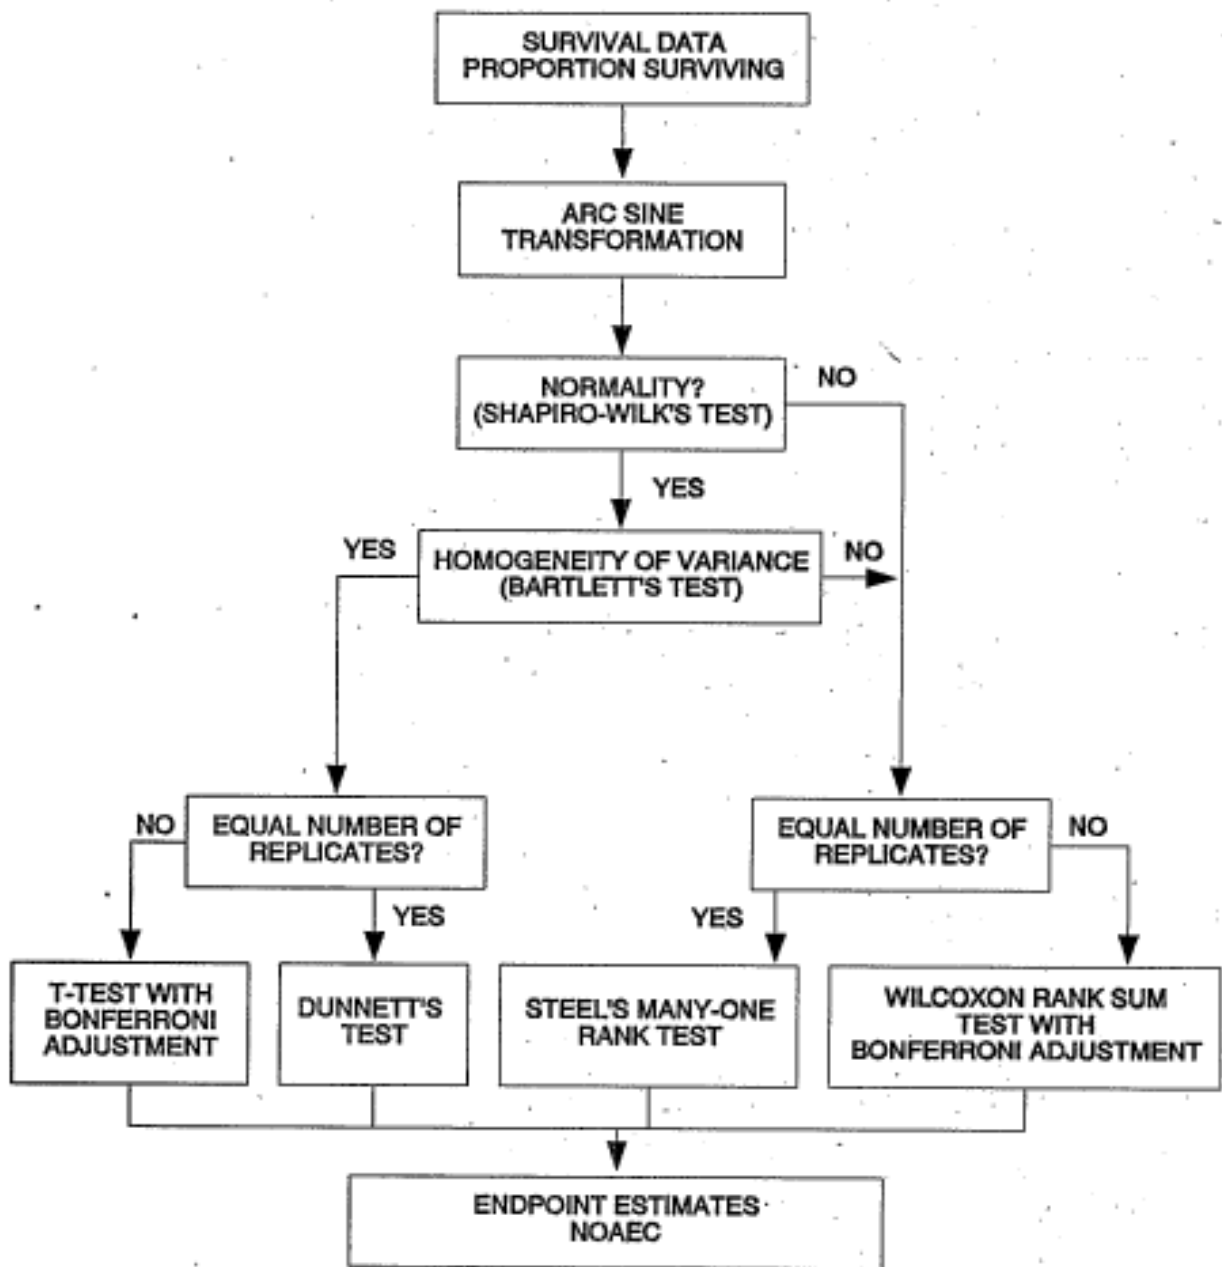 SURVIVAL DATA
PROPORTION SURVIVING
ARC SINE
TRANSFORMATION
NORMALITY?
(SHAPIRO-WILK'S TEST)
NO
YES
YES
HOMOGENEITY OF VARIANCE
(BARTLETT'S TEST)
NO
NO
EQUAL NUMBER OF
REPLICATES?
YES
EQUAL NUMBER OF
REPLICATES?
NO
YES
T-TEST WITH
BONFERRONI
ADJUSTMENT
DUNNETT'S
TEST
STEEL'S MANY-ONE
RANK TEST
WILCOXON RANK SUM
TEST WITH
BONFERRONI ADJUSTMENT
ENDPOINT ESTIMATES
NOAEC